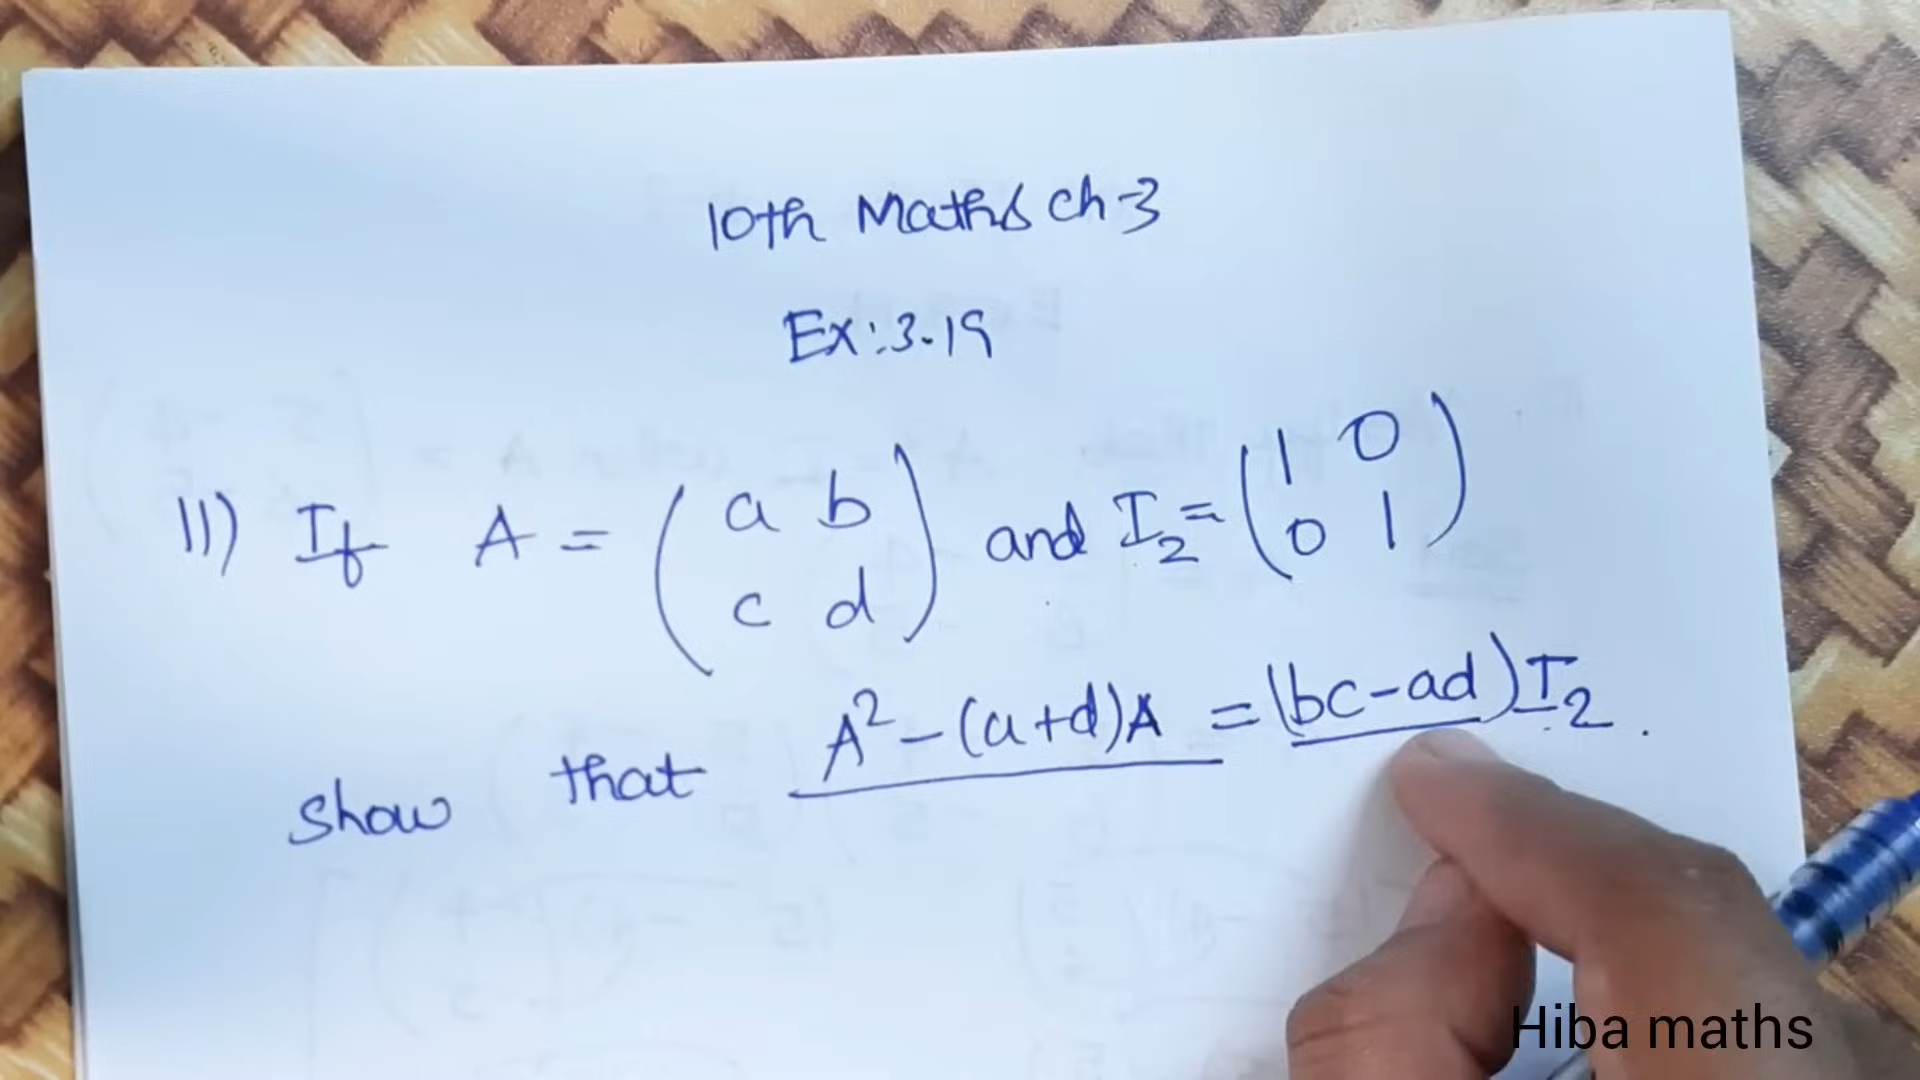 10th Maths ch-3
Ex:3.19
11) If A = (a b
c d) and I₂ = (1 0
0 1)
show that A² - (a+d)A = (bc-ad)I₂.
Hiba maths